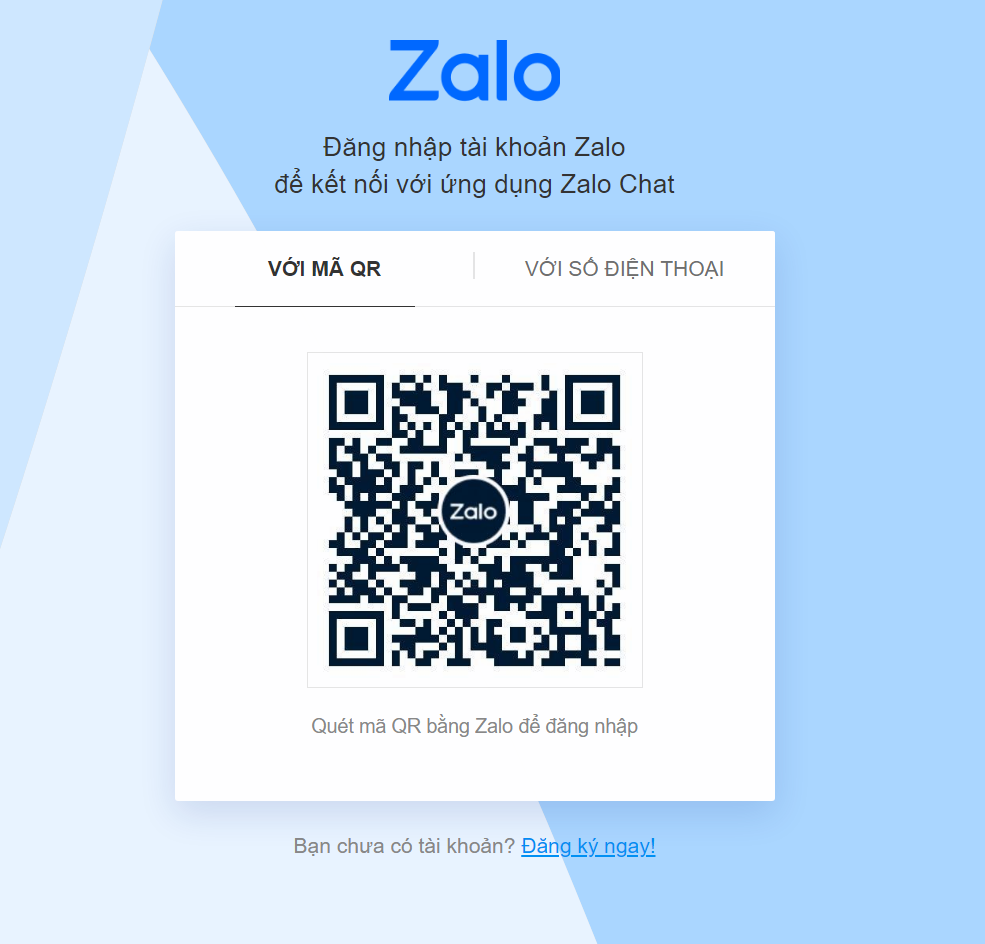 Zalo
Đăng nhập tài khoản Zalo
để kết nối với ứng dụng Zalo Chat
VỚI MÃ QR
VỚI SỐ ĐIỆN THOẠI
Zalo
Quét mã QR bằng Zalo để đăng nhập
Bạn chưa có tài khoản? Đăng ký ngay!